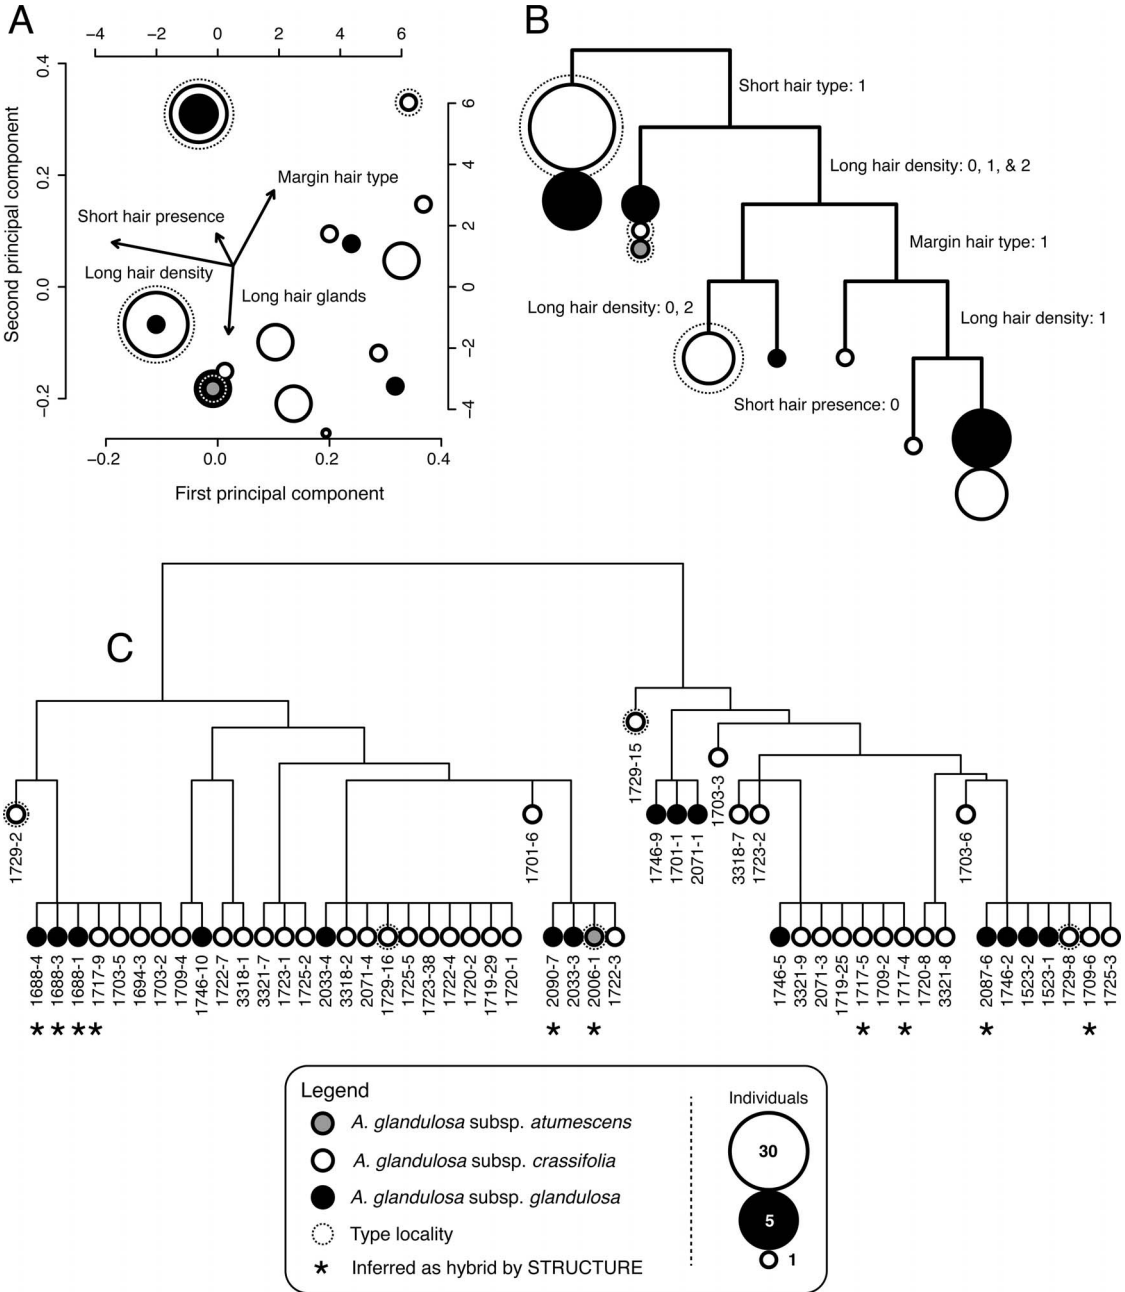 A
−4 −2 0 2 4 6
0.4
0.2
0.0
−0.2
Second principal component
6
4
2
0
−2
−4
Margin hair type
Short hair presence
Long hair density
Long hair glands
−0.2 0.0 0.2 0.4
First principal component
B
Short hair type: 1
Long hair density: 0, 1, & 2
Margin hair type: 1
Long hair density: 0, 2
Long hair density: 1
Short hair presence: 0
C
1729-2
1688-4
1688-3
1688-1
1717-9
1703-5
1694-3
1703-2
1709-4
1746-10
1722-7
3318-1
3321-7
1723-1
1725-2
2033-4
3318-2
2071-4
1729-16
1725-5
1723-38
1722-4
1720-2
1719-29
1720-1
1701-6
2090-7
2033-3
2006-1
1722-3
1729-15
1746-9
1701-1
2071-1
1703-3
3318-7
1723-2
1746-5
3321-9
2071-3
1719-25
1717-5
1709-2
1717-4
1720-8
3321-8
1703-6
2087-6
1746-2
1523-2
1523-1
1729-8
1709-6
1725-3
* * * * * * * * * *
Legend
A. glandulosa subsp. atumescens
A. glandulosa subsp. crassifolia
A. glandulosa subsp. glandulosa
Type locality
* Inferred as hybrid by STRUCTURE
Individuals
30
5
1